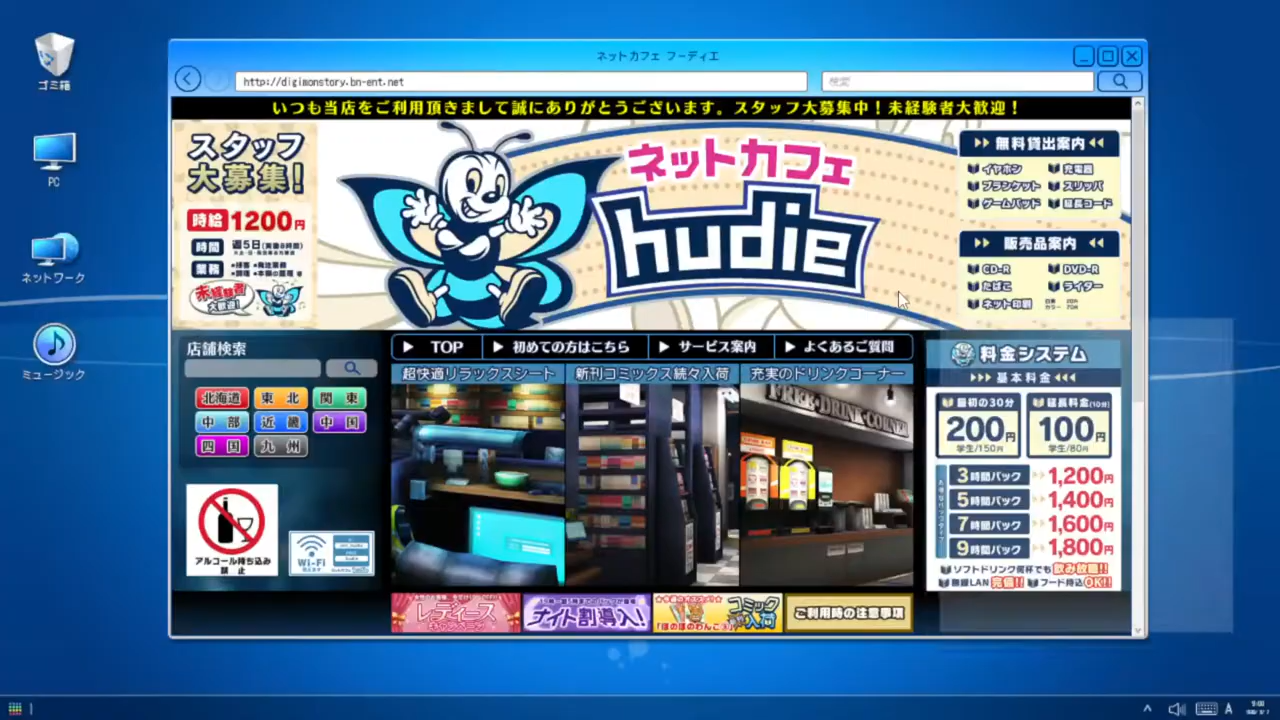 ゴミ箱
PC
ネットワーク
ミュージック
ネットカフェ フーディエ
http://digimonstory.bn-ent.net
検索
いつも当店をご利用頂きまして誠にありがとうございます。スタッフ大募集中！未経験者大歓迎！
スタッフ
大募集!
時給 1200円
時間 週5日(実働8時間)
業務
未経験者
大歓迎!
ネットカフェ
hudie
無料貸出案内
イヤホン 充電器
ブランケット スリッパ
ゲームパッド 延長コード
販売品案内
CD-R DVD-R
たばこ ライター
ネット印刷
店舗検索
北海道 東北 関東
中部 近畿 中国
四国 九州
アルコール持ち込み
禁止
Wi-Fi
TOP
初めての方はこちら
サービス案内
よくあるご質問
超快適リラックスシート
新刊コミックス続々入荷
充実のドリンクコーナー
FREE DRINK CORNER
レディース
ナイト割導入!
コミック
入荷
ご利用時の注意事項
料金システム
基本料金
最初の30分
200円
学生/150円
延長料金(10分)
100円
学生/80円
3時間パック 1,200円
5時間パック 1,400円
7時間パック 1,600円
9時間パック 1,800円
ソフトドリンク何杯でも飲み放題!!
無線LAN完備!! フード持込OK!!
A
9:00